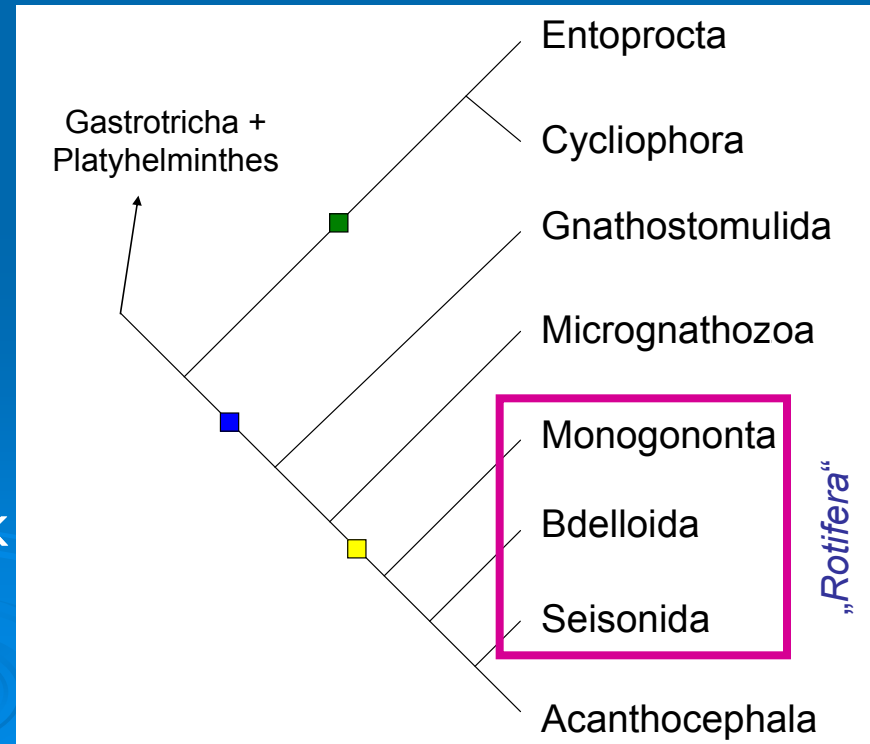 Entoprocta
Gastrotricha +
Platyhelminthes
Cycliophora
Gnathostomulida
Micrognathozoa
Monogononta
Bdelloida
Seisonida
„Rotifera“
Acanthocephala
k